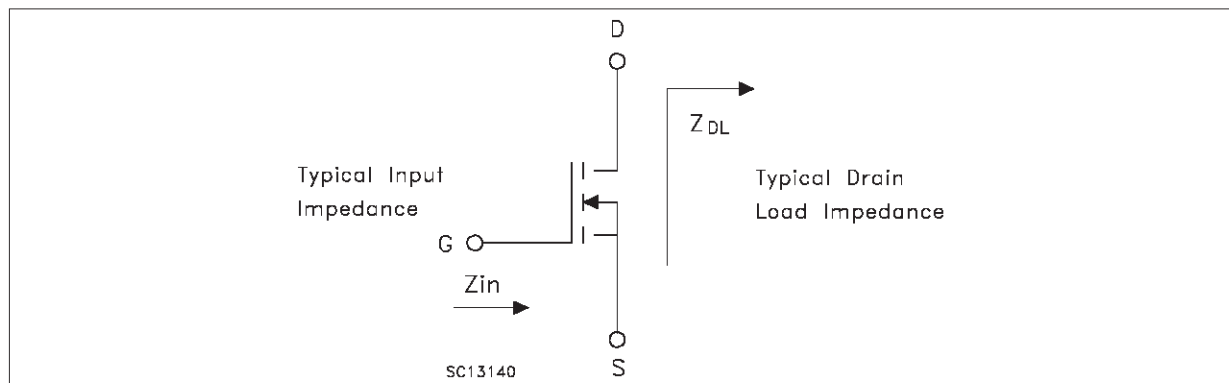 D
Z DL
Typical Input
Impedance
Typical Drain
Load Impedance
G
Zin
S
SC13140